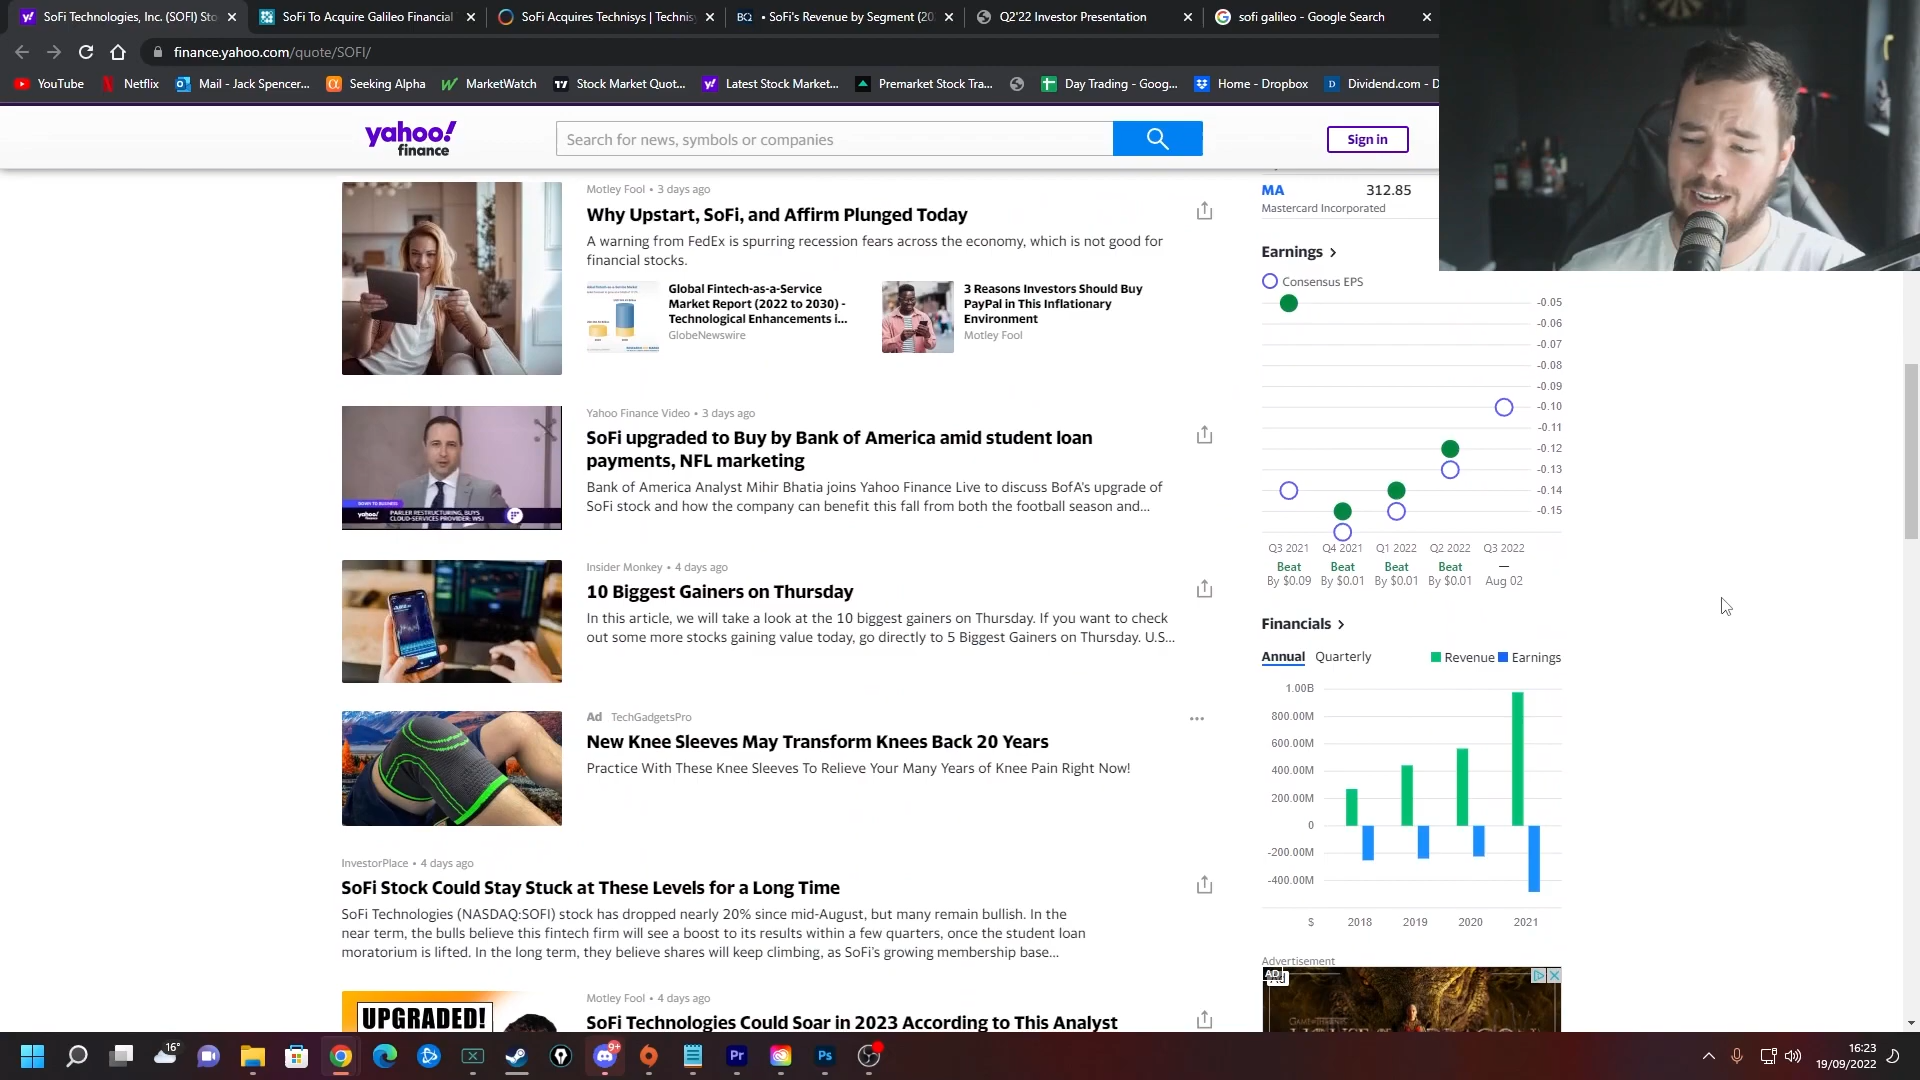 SoFi Technologies, Inc. (SOFI) Sto
SoFi To Acquire Galileo Financial
SoFi Acquires Technisys | Technis
BQ • SoFi's Revenue by Segment (20
Q2'22 Investor Presentation
sofi galileo - Google Search
finance.yahoo.com/quote/SOFI/
YouTube
Netflix
Mail - Jack Spencer...
Seeking Alpha
MarketWatch
Stock Market Quot...
Latest Stock Market...
Premarket Stock Tra...
Day Trading - Goog...
Home - Dropbox
Dividend.com - D
yahoo!
finance
Search for news, symbols or companies
Sign in
Motley Fool • 3 days ago
Why Upstart, SoFi, and Affirm Plunged Today
A warning from FedEx is spurring recession fears across the economy, which is not good for
financial stocks.
Global Fintech-as-a-Service
Market Report (2022 to 2030) -
Technological Enhancements i...
GlobeNewswire
3 Reasons Investors Should Buy
PayPal in This Inflationary
Environment
Motley Fool
Yahoo Finance Video • 3 days ago
SoFi upgraded to Buy by Bank of America amid student loan
payments, NFL marketing
Bank of America Analyst Mihir Bhatia joins Yahoo Finance Live to discuss BofA's upgrade of
SoFi stock and how the company can benefit this fall from both the football season and...
PARLER RESTRUCTURING, BUYS
CLOUD-SERVICES PROVIDER: WSJ
Insider Monkey • 4 days ago
10 Biggest Gainers on Thursday
In this article, we will take a look at the 10 biggest gainers on Thursday. If you want to check
out some more stocks gaining value today, go directly to 5 Biggest Gainers on Thursday. U.S...
Ad TechGadgetsPro
New Knee Sleeves May Transform Knees Back 20 Years
Practice With These Knee Sleeves To Relieve Your Many Years of Knee Pain Right Now!
InvestorPlace • 4 days ago
SoFi Stock Could Stay Stuck at These Levels for a Long Time
SoFi Technologies (NASDAQ:SOFI) stock has dropped nearly 20% since mid-August, but many remain bullish. In the
near term, the bulls believe this fintech firm will see a boost to its results within a few quarters, once the student loan
moratorium is lifted. In the long term, they believe shares will keep climbing, as SoFi's growing membership base...
UPGRADED!
Motley Fool • 4 days ago
SoFi Technologies Could Soar in 2023 According to This Analyst
MA 312.85
Mastercard Incorporated
Earnings
Consensus EPS
-0.05
-0.06
-0.07
-0.08
-0.09
-0.10
-0.11
-0.12
-0.13
-0.14
-0.15
Q3 2021 Q4 2021 Q1 2022 Q2 2022 Q3 2022
Beat Beat Beat Beat —
By $0.09 By $0.01 By $0.01 By $0.01 Aug 02
Financials
Annual Quarterly Revenue Earnings
1.00B
800.00M
600.00M
400.00M
200.00M
0
-200.00M
-400.00M
$ 2018 2019 2020 2021
Advertisement
AD
16°
9+
Pr
Ps
16:23
19/09/2022